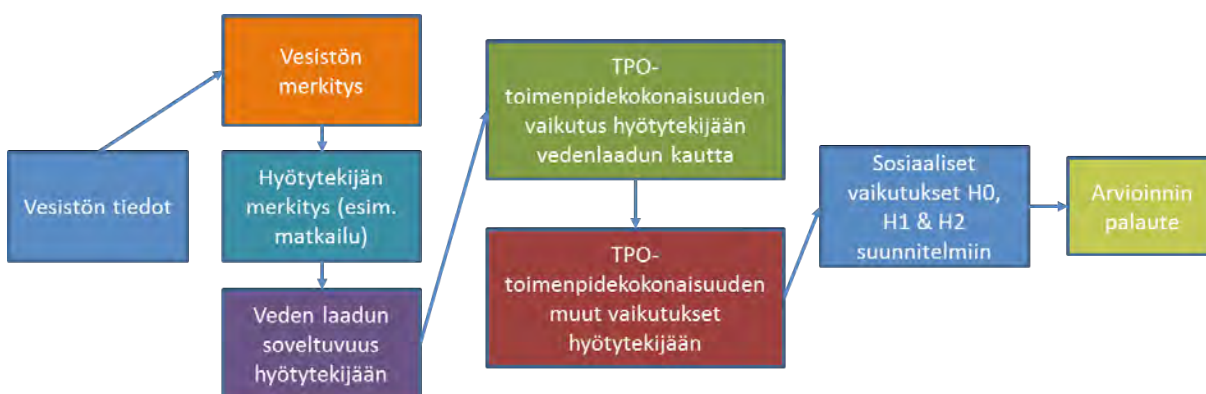 Vesistön tiedot
Vesistön
merkitys
Hyötytekijän
merkitys (esim.
matkailu)
Veden laadun
soveltuvuus
hyötytekijään
TPO-
toimenpidekokonaisuuden
vaikutus hyötytekijään
vedenlaadun kautta
TPO-
toimenpidekokonaisuuden
muut vaikutukset
hyötytekijään
Sosiaaliset
vaikutukset H0,
H1 & H2
suunnitelmiin
Arvioinnin
palaute